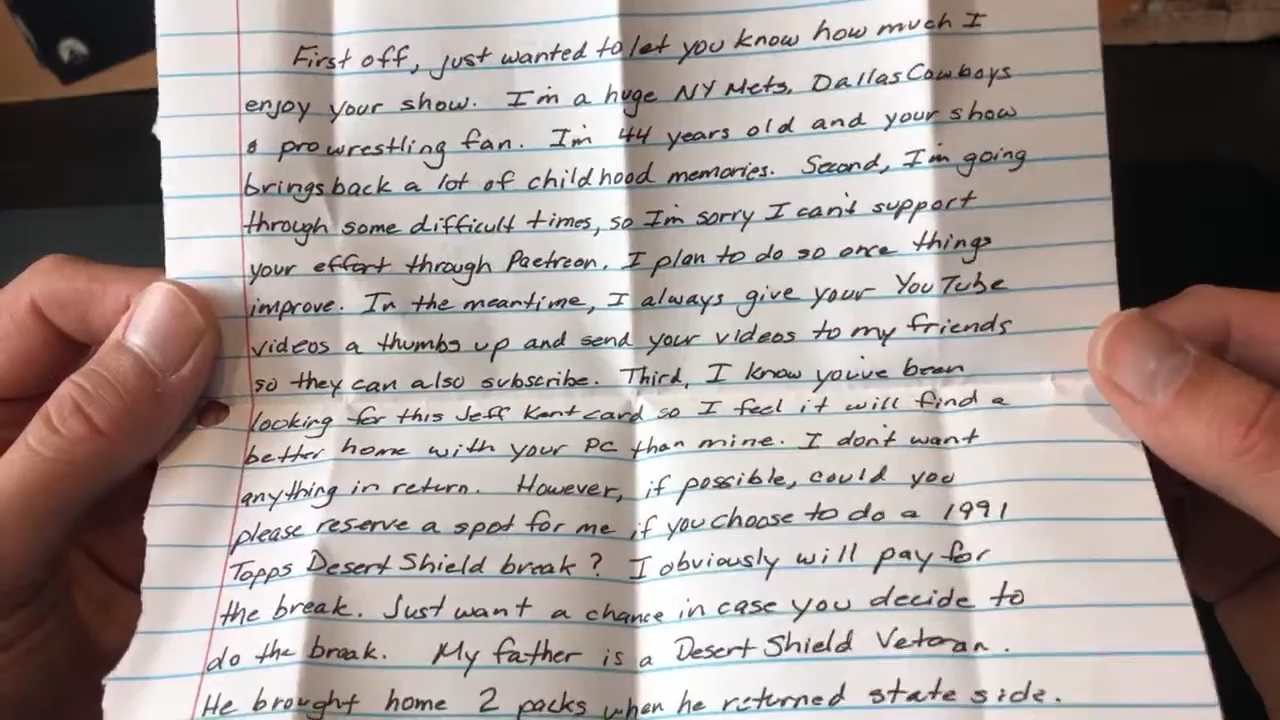 First off, just wanted to let you know how much I
enjoy your show. I'm a huge NY Mets, Dallas Cowboys
& pro wrestling fan. I'm 44 years old and your show
brings back a lot of childhood memories. Second, I'm going
through some difficult times, so I'm sorry I can't support
your effort through Paetreon. I plan to do so once things
improve. In the meantime, I always give your YouTube
videos a thumbs up and send your videos to my friends
so they can also subscribe. Third, I know you've been
looking for this Jeff Kent card so I feel it will find a
better home with your PC than mine. I don't want
anything in return. However, if possible, could you
please reserve a spot for me if you choose to do a 1991
Topps Desert Shield break? I obviously will pay for
the break. Just want a chance in case you decide to
do the break. My father is a Desert Shield Vetoran.
He brought home 2 packs when he returned state side.